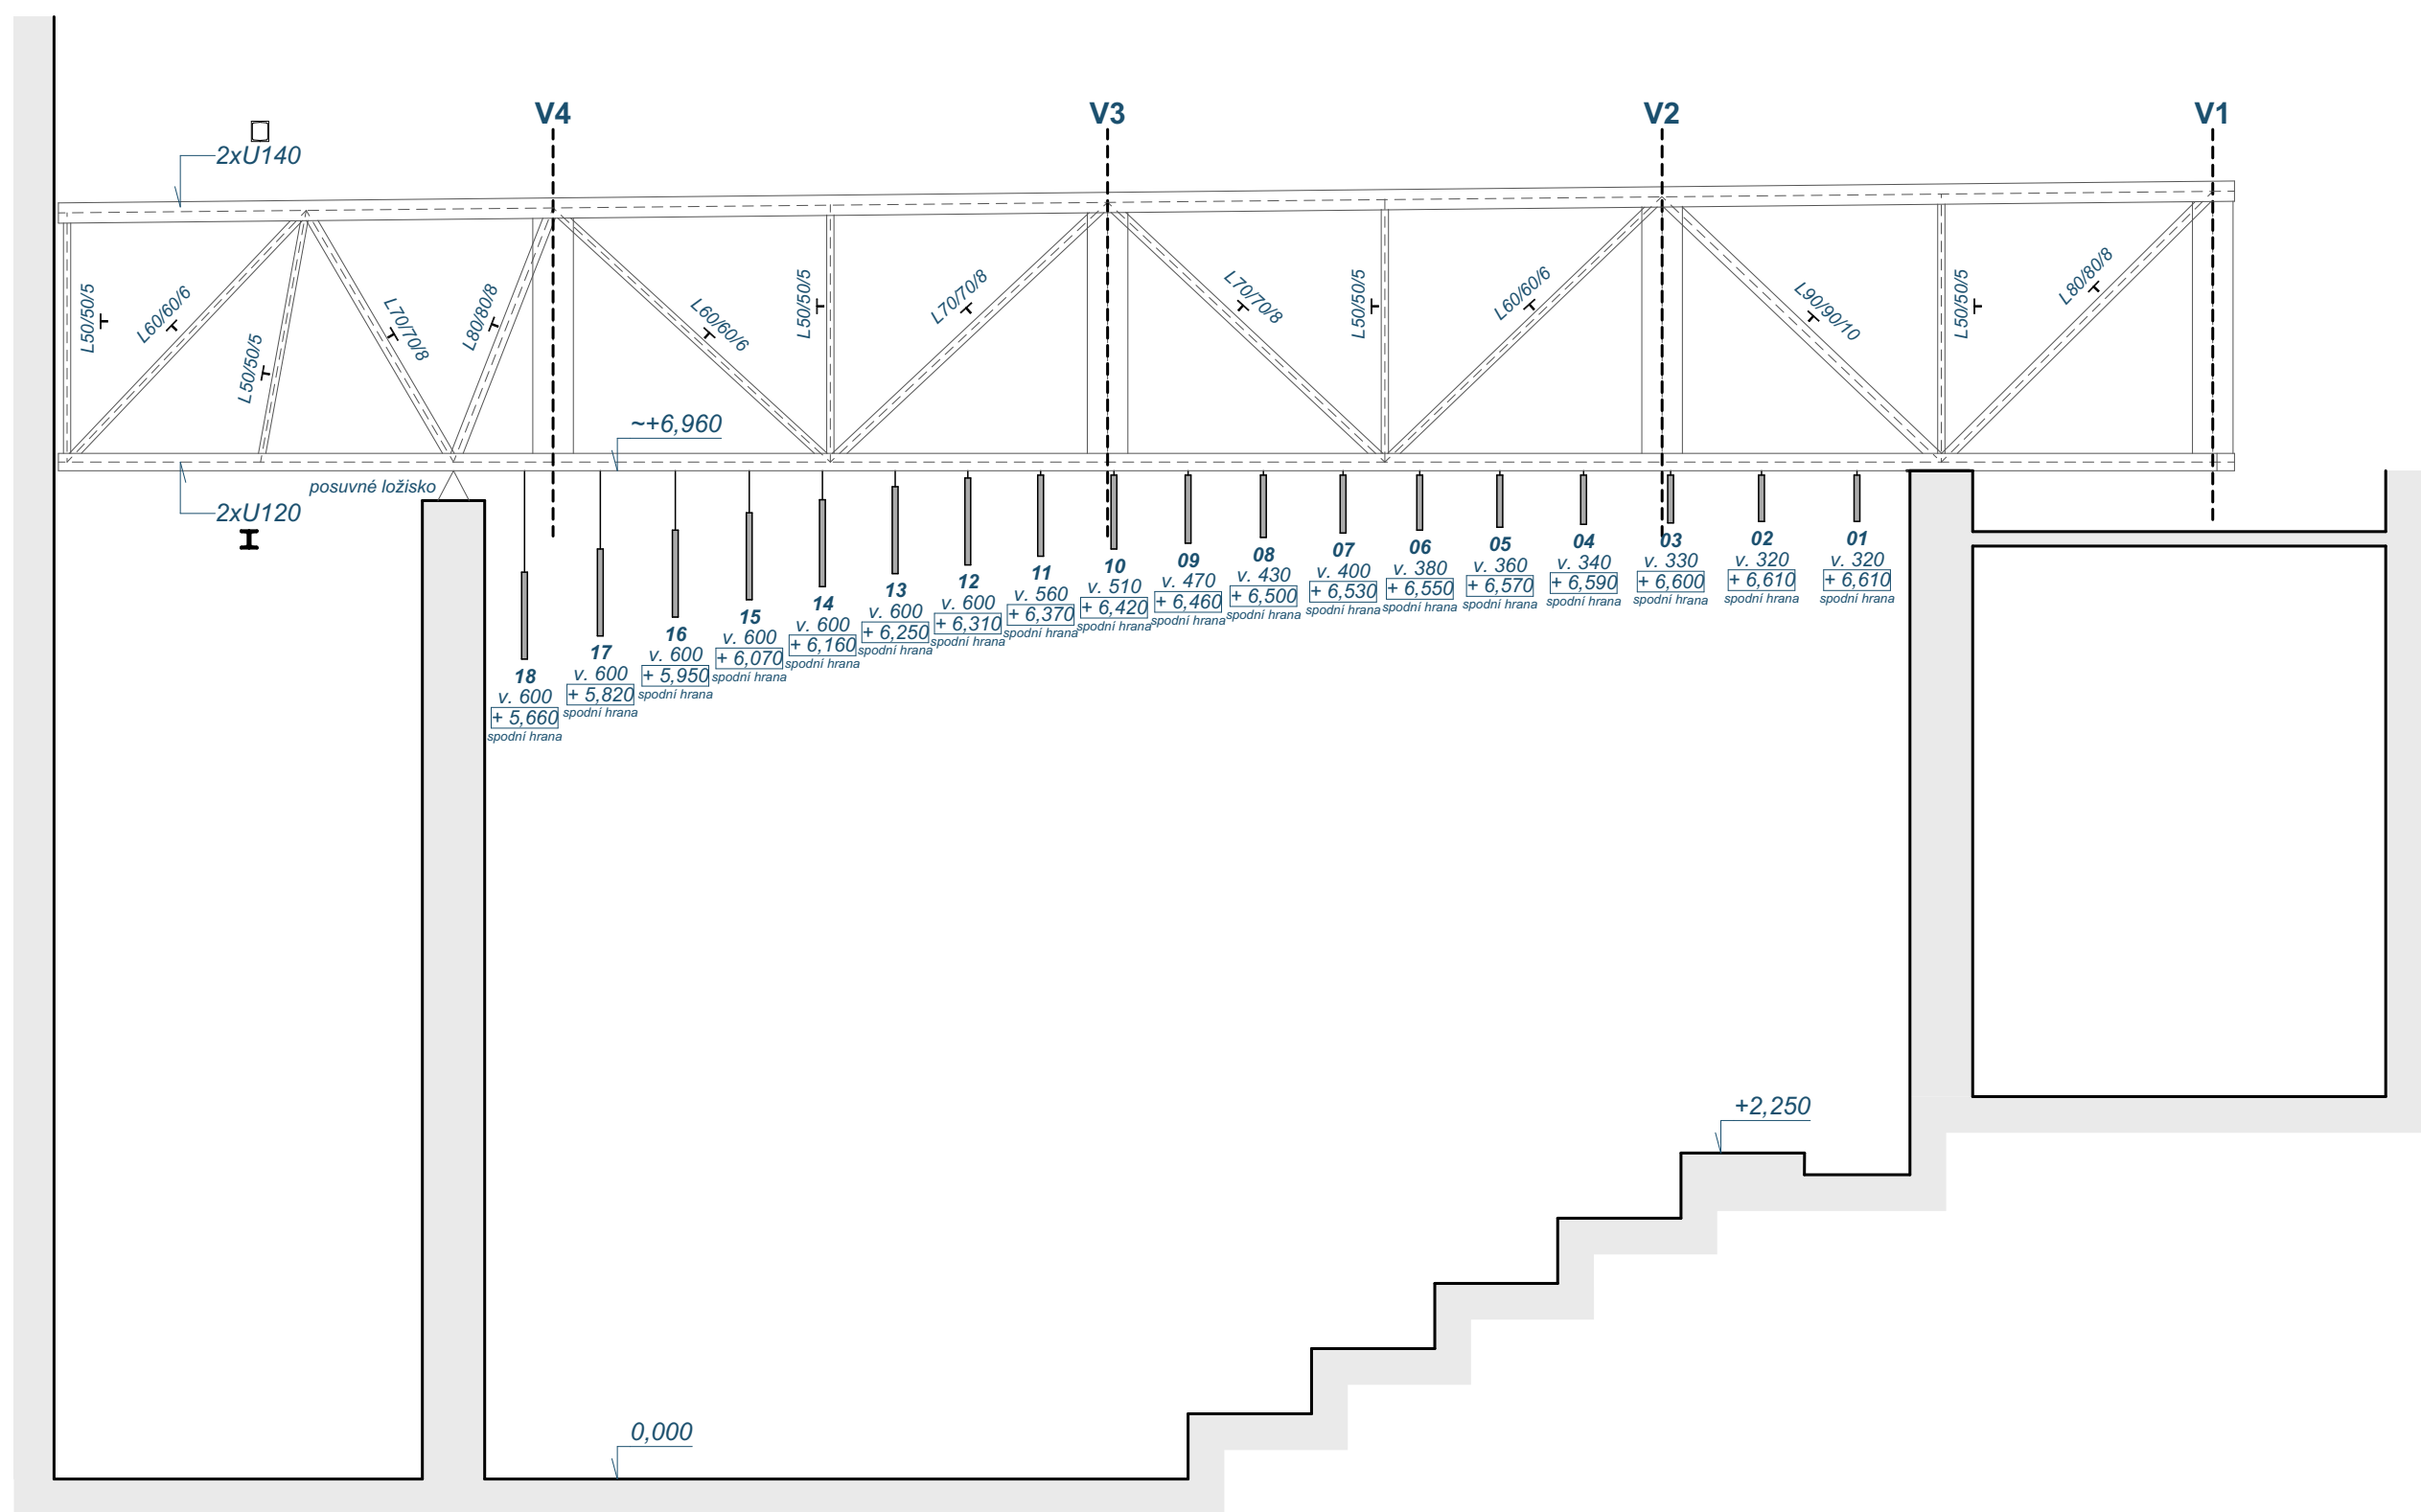 V4
V3
V2
V1
2xU140
L50/50/5
L60/60/6
L50/50/5
L70/70/8
L80/80/8
L60/60/6
L50/50/5
L70/70/8
L70/70/8
L50/50/5
L60/60/6
L90/90/10
L50/50/5
L80/80/8
~+6,960
posuvné ložisko
2xU120
18
v. 600
+ 5,660
spodní hrana
17
v. 600
+ 5,820
spodní hrana
16
v. 600
+ 5,950
spodní hrana
15
v. 600
+ 6,070
spodní hrana
14
v. 600
+ 6,160
spodní hrana
13
v. 600
+ 6,250
spodní hrana
12
v. 600
+ 6,310
spodní hrana
11
v. 560
+ 6,370
spodní hrana
10
v. 510
+ 6,420
spodní hrana
09
v. 470
+ 6,460
spodní hrana
08
v. 430
+ 6,500
spodní hrana
07
v. 400
+ 6,530
spodní hrana
06
v. 380
+ 6,550
spodní hrana
05
v. 360
+ 6,570
spodní hrana
04
v. 340
+ 6,590
spodní hrana
03
v. 330
+ 6,600
spodní hrana
02
v. 320
+ 6,610
spodní hrana
01
v. 320
+ 6,610
spodní hrana
+2,250
0,000